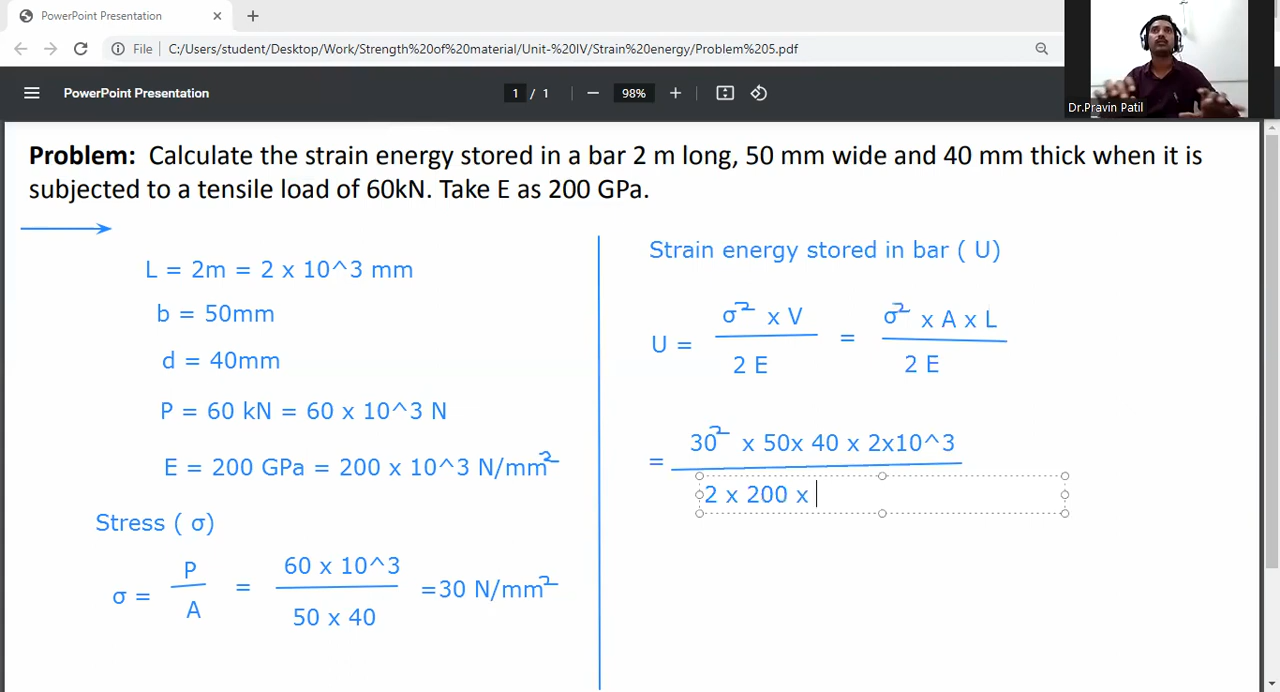 PowerPoint Presentation
File C:/Users/student/Desktop/Work/Strength%20of%20material/Unit-%20IV/Strain%20energy/Problem%205.pdf
PowerPoint Presentation
1 / 1
98%
Dr.Pravin Patil
Problem: Calculate the strain energy stored in a bar 2 m long, 50 mm wide and 40 mm thick when it is
subjected to a tensile load of 60kN. Take E as 200 GPa.
L = 2m = 2 x 10^3 mm
b = 50mm
d = 40mm
P = 60 kN = 60 x 10^3 N
E = 200 GPa = 200 x 10^3 N/mm²
Stress ( σ)
σ = P / A = 60 x 10^3 / 50 x 40 =30 N/mm²
Strain energy stored in bar ( U)
U = σ² x V / 2 E = σ² x A x L / 2 E
= 30² x 50x 40 x 2x10^3
2 x 200 x